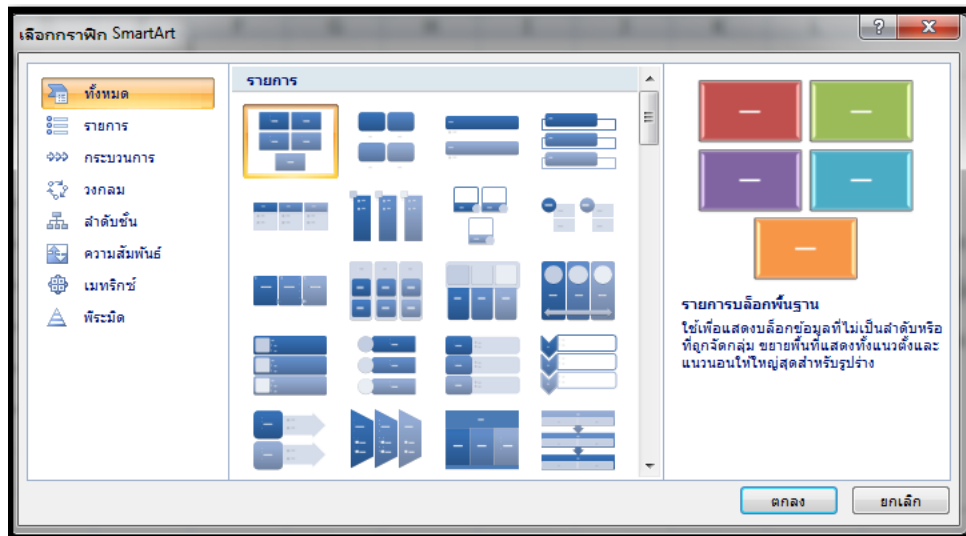 เลือกกราฟิก SmartArt
ทั้งหมด
รายการ
กระบวนการ
วงกลม
ลำดับชั้น
ความสัมพันธ์
เมทริกซ์
พีระมิด
รายการ
รายการบล็อกพื้นฐาน
ใช้เพื่อแสดงบล็อกข้อมูลที่ไม่เป็นลำดับหรือ
ที่ถูกจัดกลุ่ม ขยายพื้นที่แสดงทั้งแนวตั้งและ
แนวนอนให้ใหญ่สุดสำหรับรูปร่าง
ตกลง
ยกเลิก